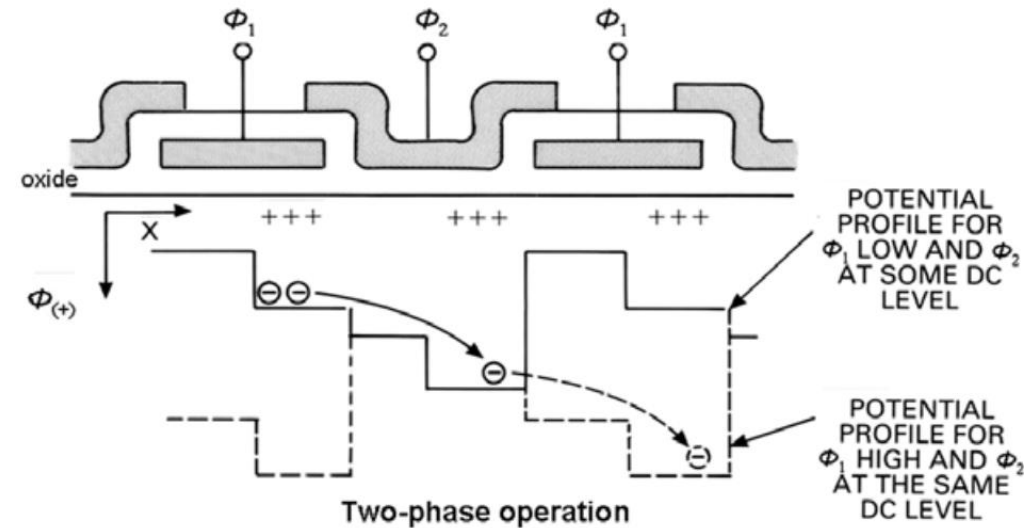 Φ₁
Φ₂
Φ₁
oxide
+++
+++
+++
X
Φ(+)
POTENTIAL
PROFILE FOR
Φ₁ LOW AND Φ₂
AT SOME DC
LEVEL
POTENTIAL
PROFILE FOR
Φ₁ HIGH AND Φ₂
AT THE SAME
DC LEVEL
Two-phase operation